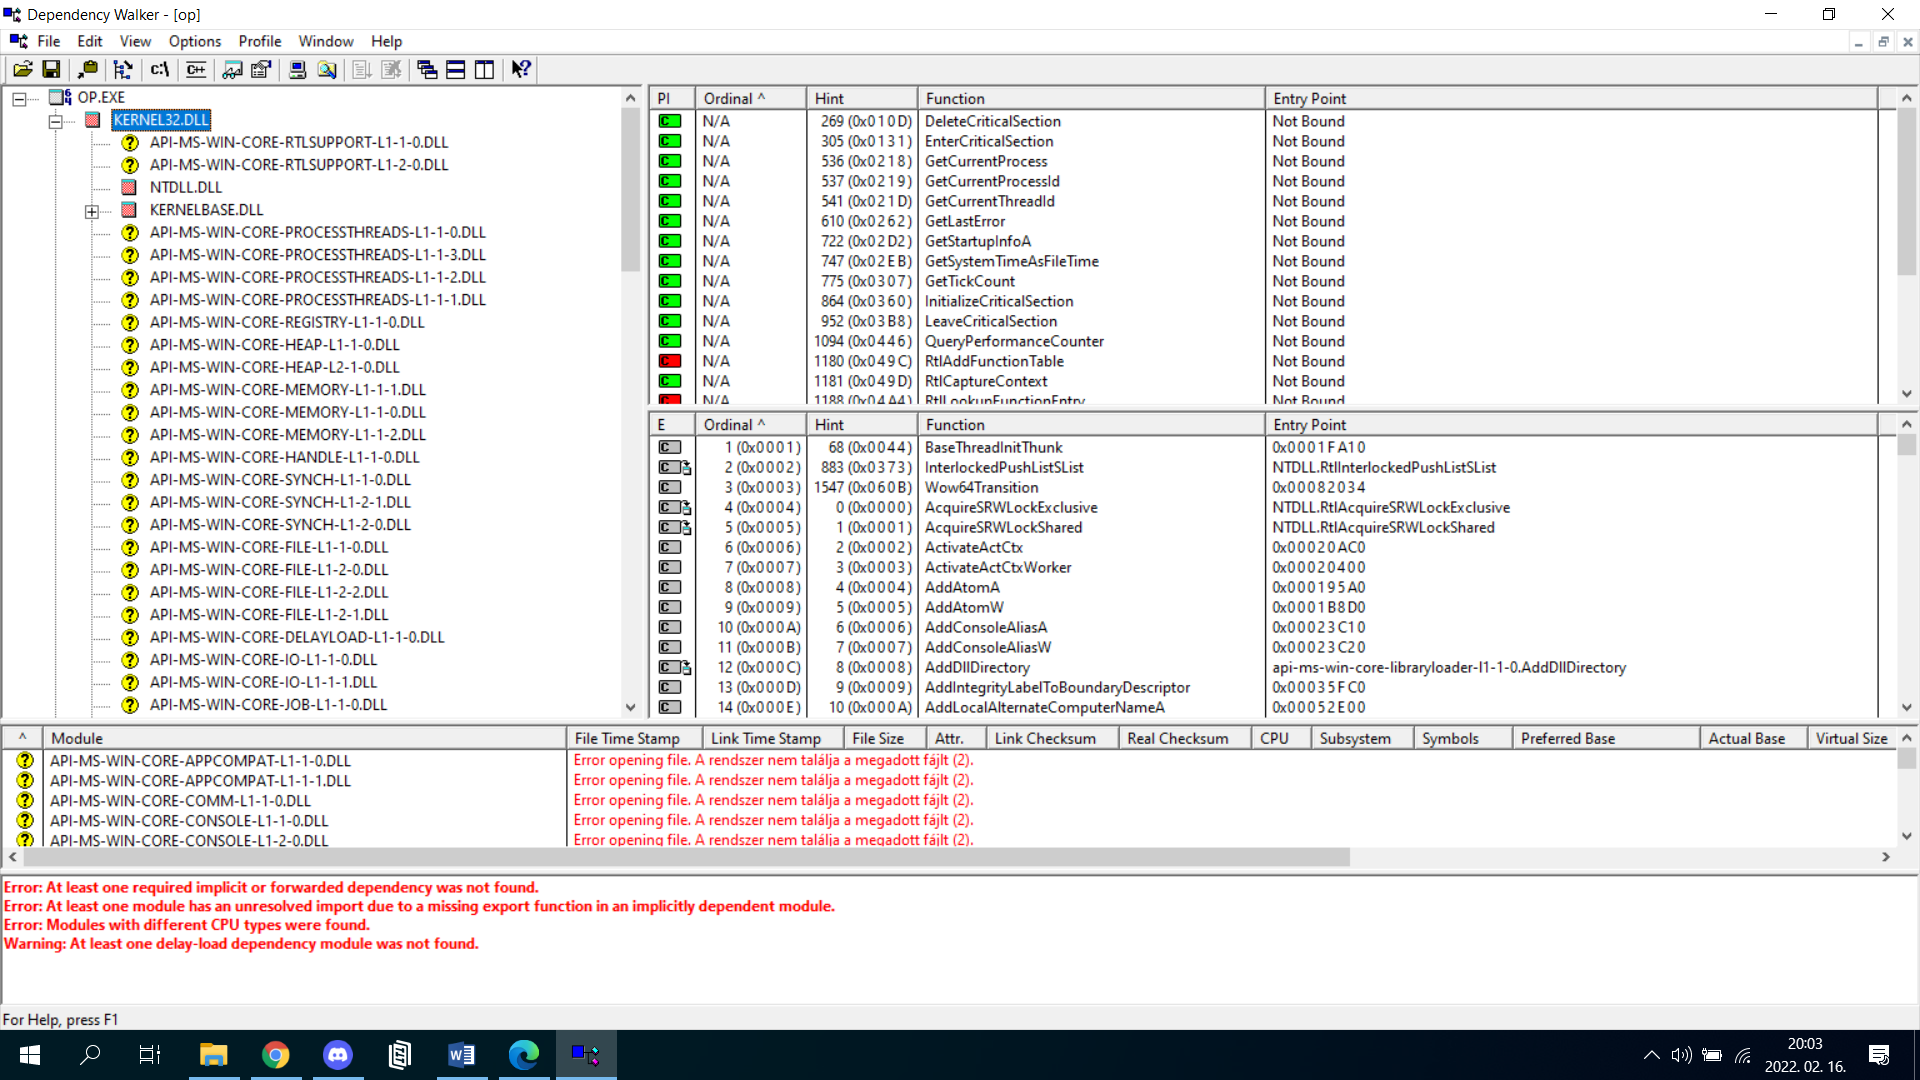 Dependency Walker - [op]
File Edit View Options Profile Window Help
c:\ C++
OP.EXE
KERNEL32.DLL
API-MS-WIN-CORE-RTLSUPPORT-L1-1-0.DLL
API-MS-WIN-CORE-RTLSUPPORT-L1-2-0.DLL
NTDLL.DLL
KERNELBASE.DLL
API-MS-WIN-CORE-PROCESSTHREADS-L1-1-0.DLL
API-MS-WIN-CORE-PROCESSTHREADS-L1-1-3.DLL
API-MS-WIN-CORE-PROCESSTHREADS-L1-1-2.DLL
API-MS-WIN-CORE-PROCESSTHREADS-L1-1-1.DLL
API-MS-WIN-CORE-REGISTRY-L1-1-0.DLL
API-MS-WIN-CORE-HEAP-L1-1-0.DLL
API-MS-WIN-CORE-HEAP-L2-1-0.DLL
API-MS-WIN-CORE-MEMORY-L1-1-1.DLL
API-MS-WIN-CORE-MEMORY-L1-1-0.DLL
API-MS-WIN-CORE-MEMORY-L1-1-2.DLL
API-MS-WIN-CORE-HANDLE-L1-1-0.DLL
API-MS-WIN-CORE-SYNCH-L1-1-0.DLL
API-MS-WIN-CORE-SYNCH-L1-2-1.DLL
API-MS-WIN-CORE-SYNCH-L1-2-0.DLL
API-MS-WIN-CORE-FILE-L1-1-0.DLL
API-MS-WIN-CORE-FILE-L1-2-0.DLL
API-MS-WIN-CORE-FILE-L1-2-2.DLL
API-MS-WIN-CORE-FILE-L1-2-1.DLL
API-MS-WIN-CORE-DELAYLOAD-L1-1-0.DLL
API-MS-WIN-CORE-IO-L1-1-0.DLL
API-MS-WIN-CORE-IO-L1-1-1.DLL
API-MS-WIN-CORE-JOB-L1-1-0.DLL
PI Ordinal ^ Hint Function Entry Point
C N/A 269 (0x010D) DeleteCriticalSection Not Bound
C N/A 305 (0x0131) EnterCriticalSection Not Bound
C N/A 536 (0x0218) GetCurrentProcess Not Bound
C N/A 537 (0x0219) GetCurrentProcessId Not Bound
C N/A 541 (0x021D) GetCurrentThreadId Not Bound
C N/A 610 (0x0262) GetLastError Not Bound
C N/A 722 (0x02D2) GetStartupInfoA Not Bound
C N/A 747 (0x02EB) GetSystemTimeAsFileTime Not Bound
C N/A 775 (0x0307) GetTickCount Not Bound
C N/A 864 (0x0360) InitializeCriticalSection Not Bound
C N/A 952 (0x03B8) LeaveCriticalSection Not Bound
C N/A 1094 (0x0446) QueryPerformanceCounter Not Bound
C N/A 1180 (0x049C) RtlAddFunctionTable Not Bound
C N/A 1181 (0x049D) RtlCaptureContext Not Bound
C N/A 1188 (0x04A4) RtlLookupFunctionEntry Not Bound
E Ordinal ^ Hint Function Entry Point
C 1 (0x0001) 68 (0x0044) BaseThreadInitThunk 0x0001FA10
C 2 (0x0002) 883 (0x0373) InterlockedPushListSList NTDLL.RtlInterlockedPushListSList
C 3 (0x0003) 1547 (0x060B) Wow64Transition 0x00082034
C 4 (0x0004) 0 (0x0000) AcquireSRWLockExclusive NTDLL.RtlAcquireSRWLockExclusive
C 5 (0x0005) 1 (0x0001) AcquireSRWLockShared NTDLL.RtlAcquireSRWLockShared
C 6 (0x0006) 2 (0x0002) ActivateActCtx 0x00020AC0
C 7 (0x0007) 3 (0x0003) ActivateActCtxWorker 0x00020400
C 8 (0x0008) 4 (0x0004) AddAtomA 0x000195A0
C 9 (0x0009) 5 (0x0005) AddAtomW 0x0001B8D0
C 10 (0x000A) 6 (0x0006) AddConsoleAliasA 0x00023C10
C 11 (0x000B) 7 (0x0007) AddConsoleAliasW 0x00023C20
C 12 (0x000C) 8 (0x0008) AddDllDirectory api-ms-win-core-libraryloader-l1-1-0.AddDllDirectory
C 13 (0x000D) 9 (0x0009) AddIntegrityLabelToBoundaryDescriptor 0x00035FC0
C 14 (0x000E) 10 (0x000A) AddLocalAlternateComputerNameA 0x00052E00
^ Module File Time Stamp Link Time Stamp File Size Attr. Link Checksum Real Checksum CPU Subsystem Symbols Preferred Base Actual Base Virtual Size
API-MS-WIN-CORE-APPCOMPAT-L1-1-0.DLL Error opening file. A rendszer nem találja a megadott fájlt (2).
API-MS-WIN-CORE-APPCOMPAT-L1-1-1.DLL Error opening file. A rendszer nem találja a megadott fájlt (2).
API-MS-WIN-CORE-COMM-L1-1-0.DLL Error opening file. A rendszer nem találja a megadott fájlt (2).
API-MS-WIN-CORE-CONSOLE-L1-1-0.DLL Error opening file. A rendszer nem találja a megadott fájlt (2).
API-MS-WIN-CORE-CONSOLE-L1-2-0.DLL Error opening file. A rendszer nem találja a megadott fájlt (2).
Error: At least one required implicit or forwarded dependency was not found.
Error: At least one module has an unresolved import due to a missing export function in an implicitly dependent module.
Error: Modules with different CPU types were found.
Warning: At least one delay-load dependency module was not found.
For Help, press F1
20:03
2022. 02. 16.